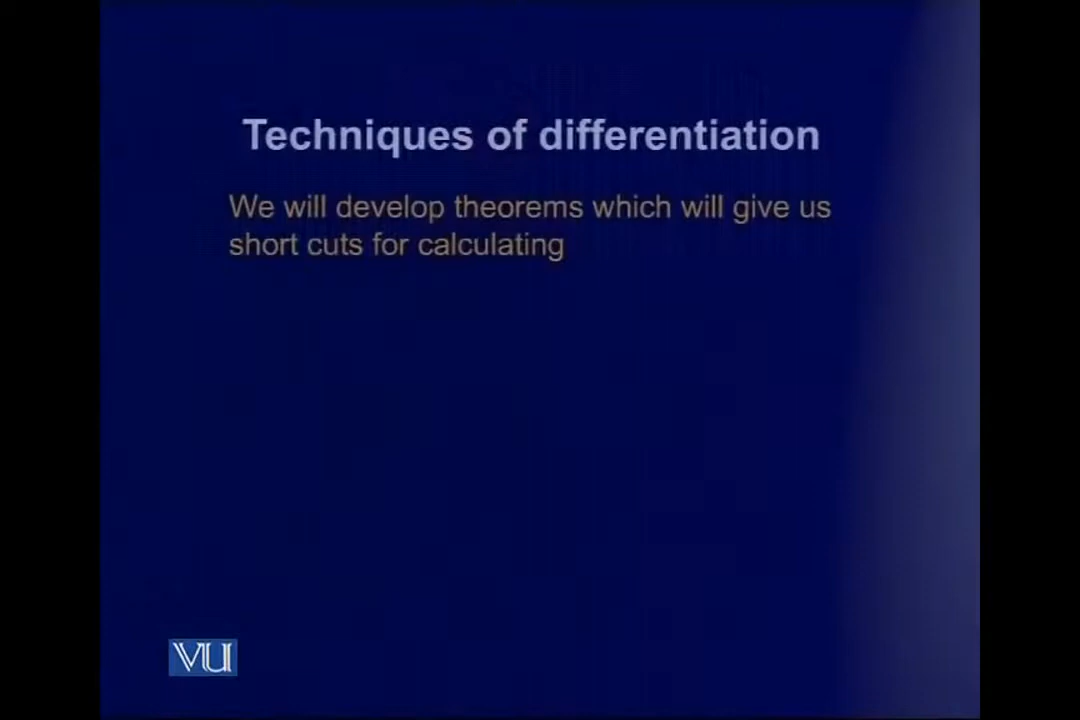 Techniques of differentiation
We will develop theorems which will give us
short cuts for calculating
VU